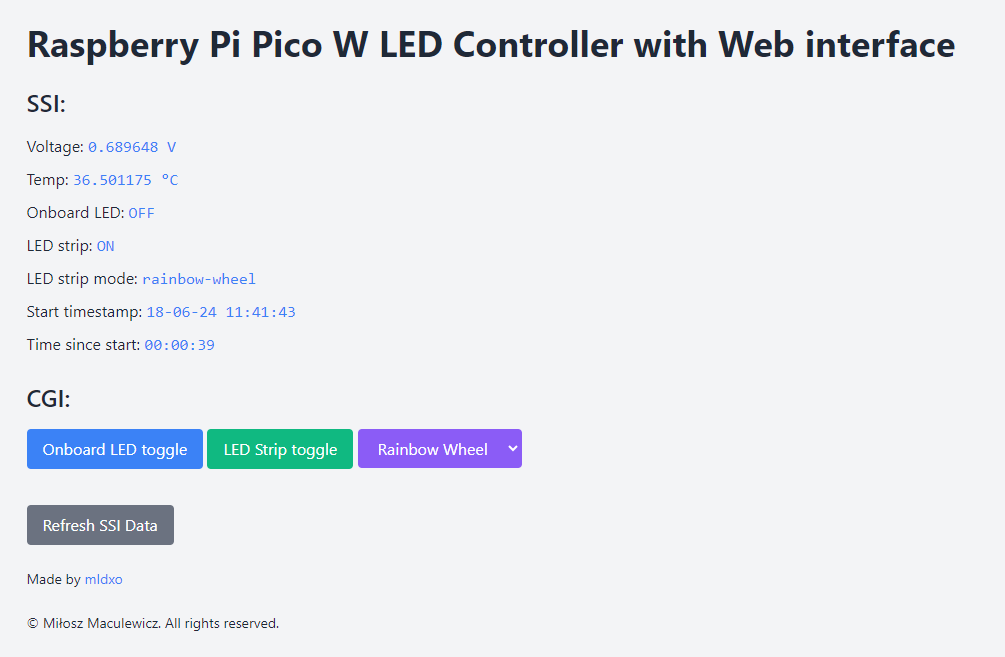 Raspberry Pi Pico W LED Controller with Web interface
SSI:
Voltage: 0.689648 V
Temp: 36.501175 °C
Onboard LED: OFF
LED strip: ON
LED strip mode: rainbow-wheel
Start timestamp: 18-06-24 11:41:43
Time since start: 00:00:39
CGI:
Onboard LED toggle LED Strip toggle Rainbow Wheel
Refresh SSI Data
Made by mldxo
© Miłosz Maculewicz. All rights reserved.